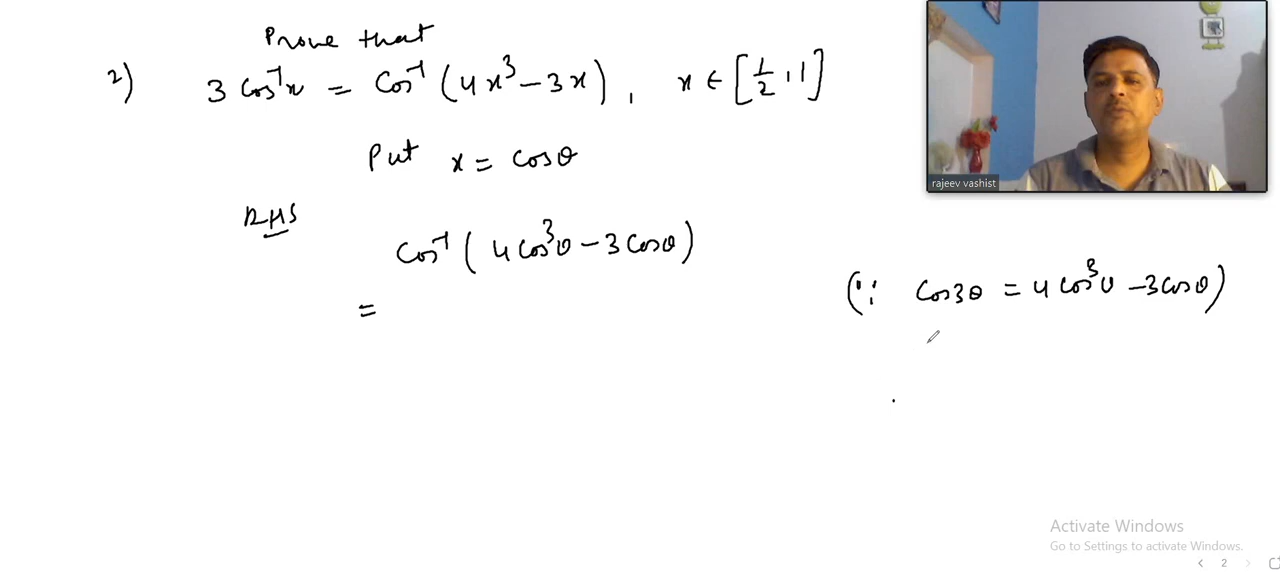 Prove that
2) 3 cos⁻¹x = cos⁻¹(4x³ − 3x), x ∈ [1/2, 1]
Put x = cosθ
RHS
cos⁻¹(4cos³θ − 3cosθ)
=
(∵ cos3θ = 4cos³θ − 3cosθ)
rajeev vashist
Activate Windows
Go to Settings to activate Windows.
< 2 >